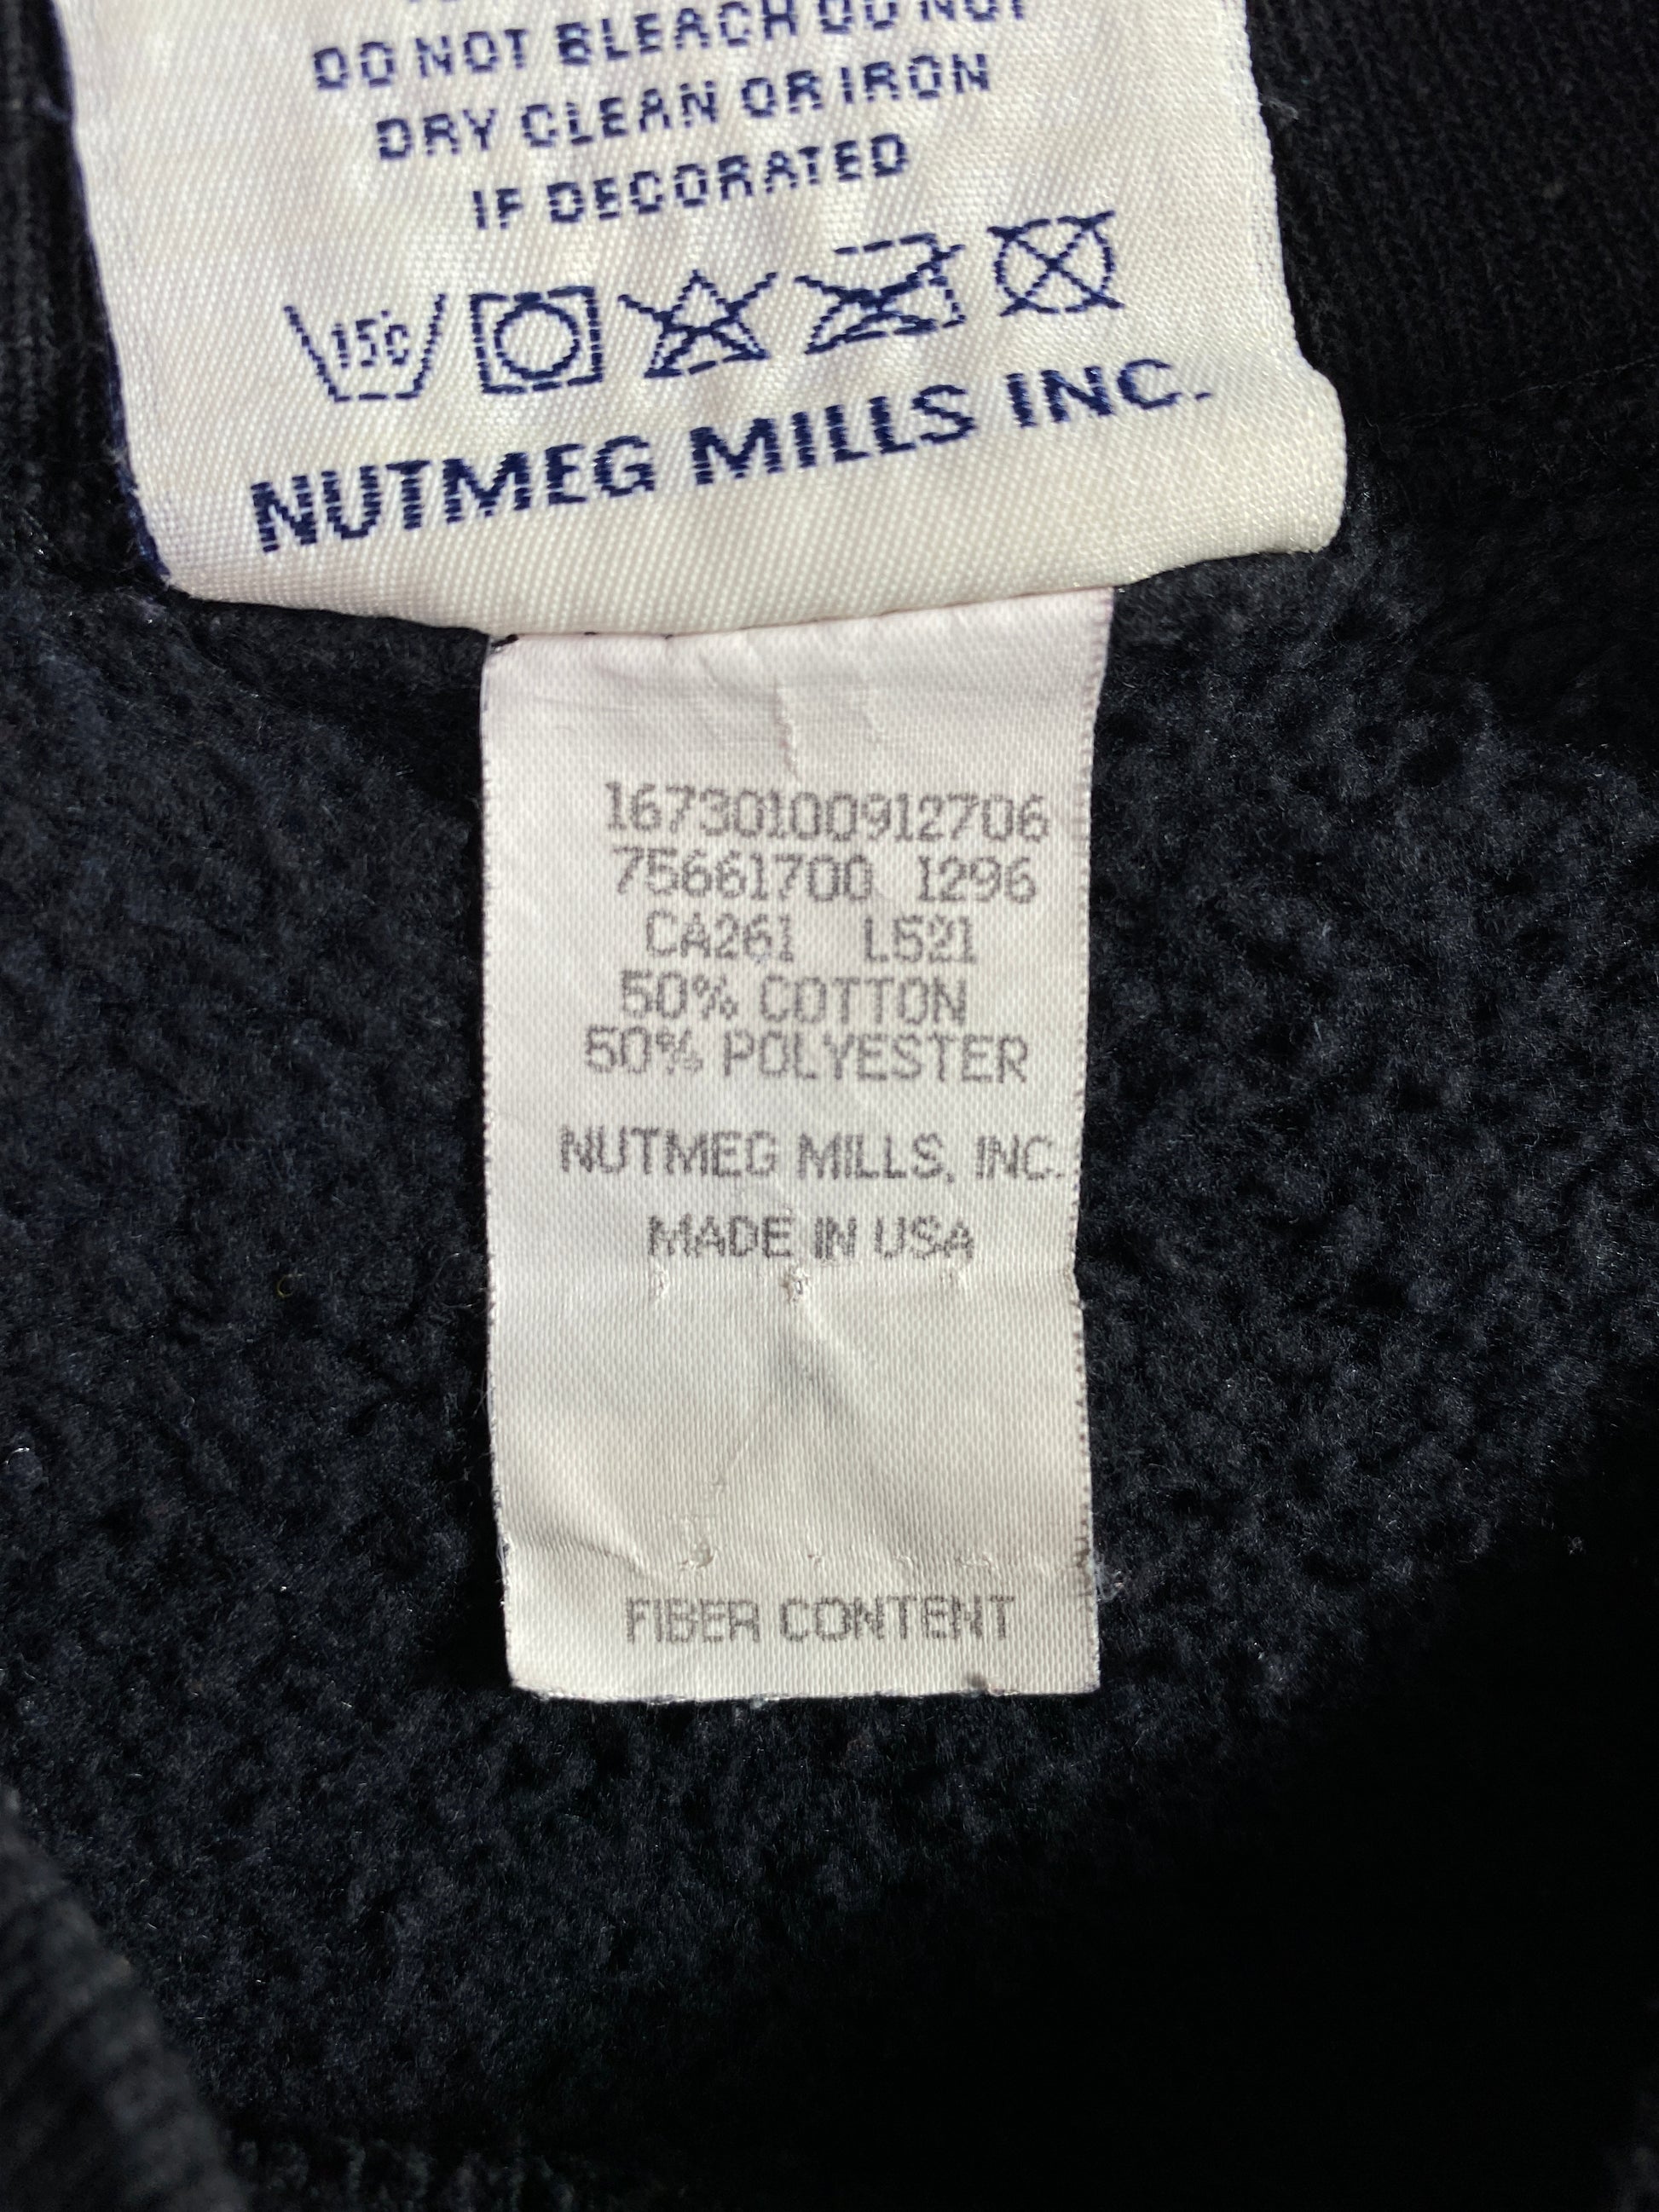 DO NOT BLEACH DO NOT
DRY CLEAN OR IRON
IF DECORATED
15°C
NUTMEG MILLS INC.
16730100912706
75661700 1296
CA261 L521
50% COTTON
50% POLYESTER
NUTMEG MILLS, INC.
MADE IN USA
FIBER CONTENT